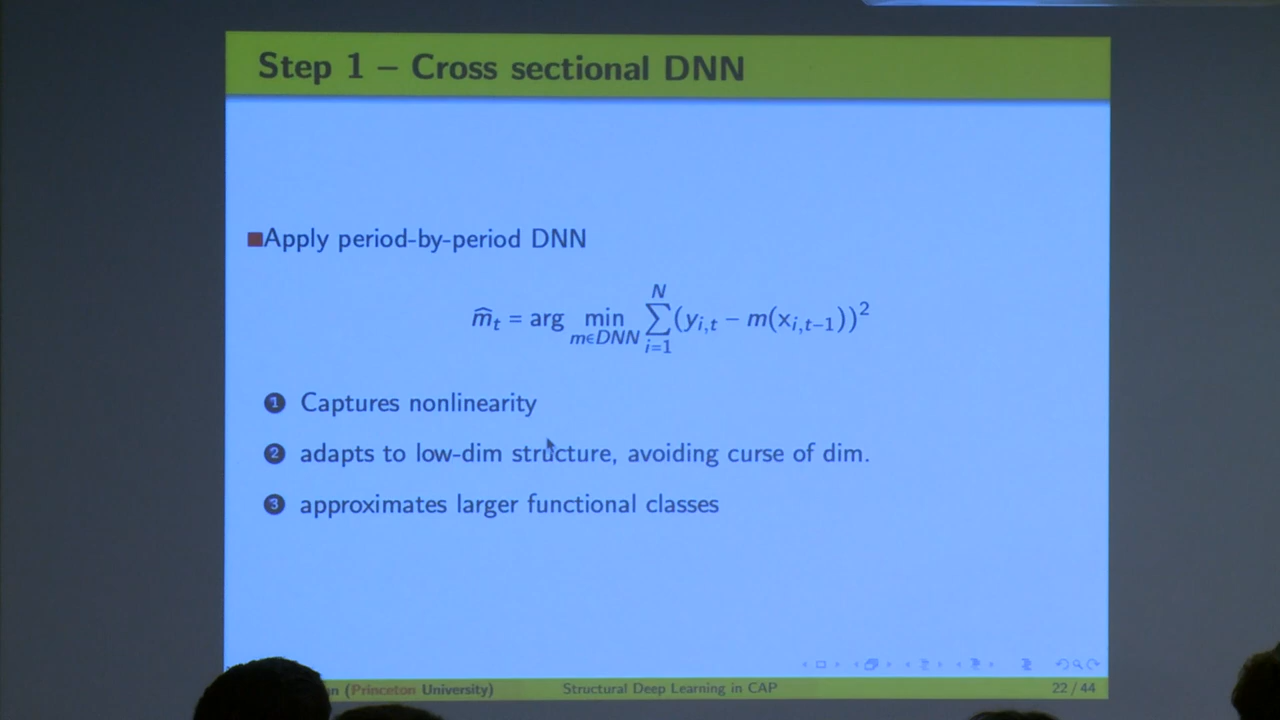 Step 1 – Cross sectional DNN
Apply period-by-period DNN
m̂_t = arg min_{m∈DNN} ∑_{i=1}^{N} (y_{i,t} − m(x_{i,t−1}))²
1 Captures nonlinearity
2 adapts to low-dim structure, avoiding curse of dim.
3 approximates larger functional classes
(Princeton University) Structural Deep Learning in CAP 22 / 44